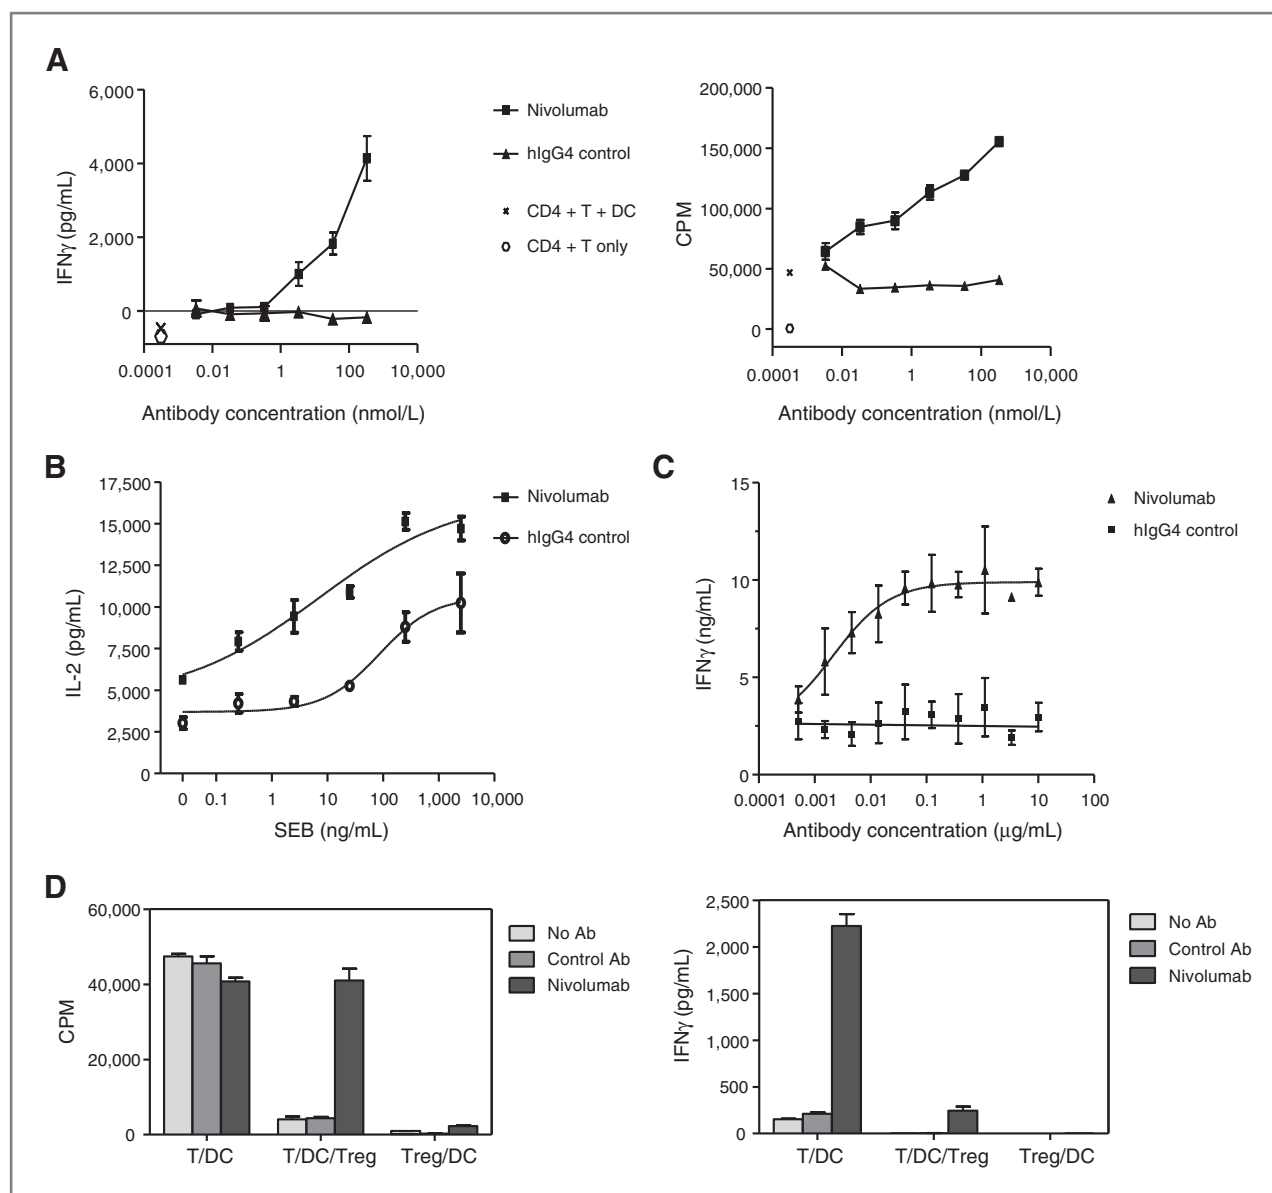 A
6,000
4,000
2,000
0
IFNγ (pg/mL)
0.0001 0.01 1 100 10,000
Antibody concentration (nmol/L)
Nivolumab
hIgG4 control
CD4 + T + DC
CD4 + T only
200,000
150,000
100,000
50,000
0
CPM
0.0001 0.01 1 100 10,000
Antibody concentration (nmol/L)
B
17,500
15,000
12,500
10,000
7,500
5,000
2,500
0
IL-2 (pg/mL)
0 0.1 1 10 100 1,000 10,000
SEB (ng/mL)
Nivolumab
hIgG4 control
C
15
10
5
0
IFNγ (ng/mL)
0.0001 0.001 0.01 0.1 1 10 100
Antibody concentration (μg/mL)
Nivolumab
hIgG4 control
D
60,000
40,000
20,000
0
CPM
T/DC T/DC/Treg Treg/DC
No Ab
Control Ab
Nivolumab
2,500
2,000
1,500
1,000
500
0
IFNγ (pg/mL)
T/DC T/DC/Treg Treg/DC
No Ab
Control Ab
Nivolumab